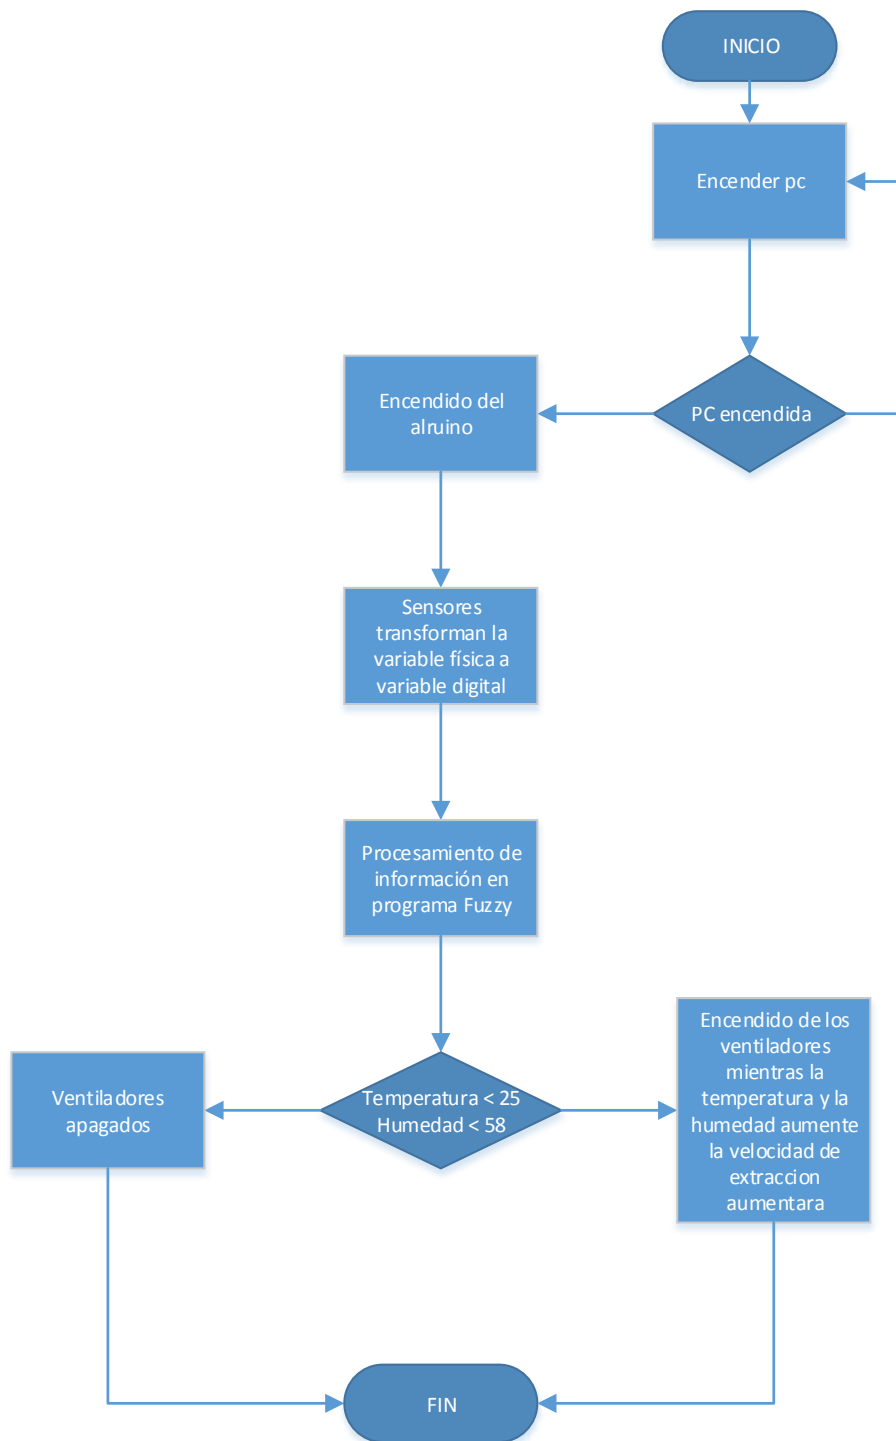 INICIO
Encender pc
PC encendida
Encendido del
alruino
Sensores
transforman la
variable física a
variable digital
Procesamiento de
información en
programa Fuzzy
Temperatura < 25
Humedad < 58
Ventiladores
apagados
Encendido de los
ventiladores
mientras la
temperatura y la
humedad aumente
la velocidad de
extraccion
aumentara
FIN